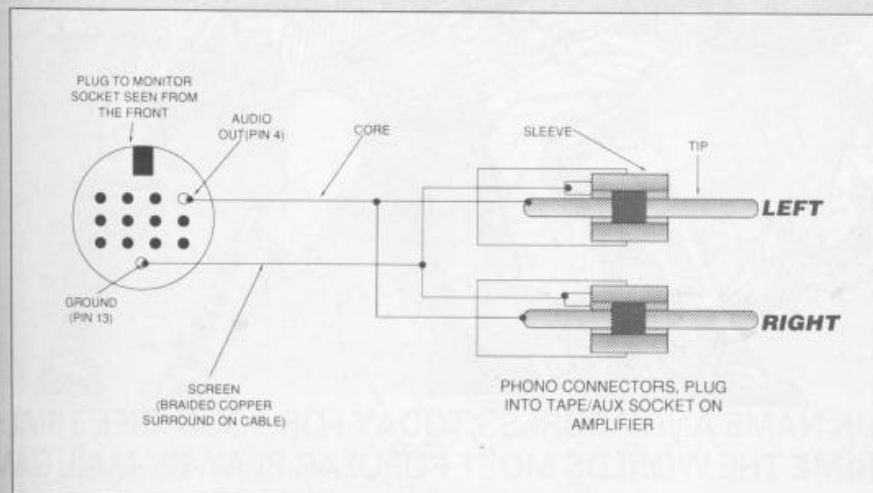 PLUG TO MONITOR
SOCKET SEEN FROM
THE FRONT
AUDIO
OUT(PIN 4)
CORE
SLEEVE
TIP
LEFT
GROUND
(PIN 13)
RIGHT
SCREEN
(BRAIDED COPPER
SURROUND ON CABLE)
PHONO CONNECTORS, PLUG
INTO TAPE/AUX SOCKET ON
AMPLIFIER